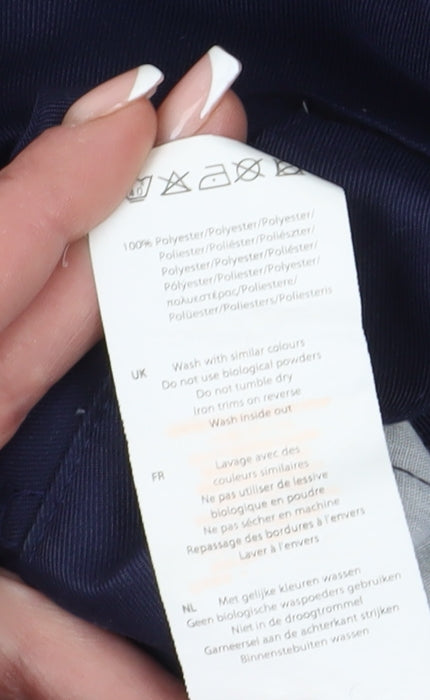 100% Polyester/Polyester/Polyester/
Poliester/Poliéster/Poliészter/
Polyester/Polyester/Poliéster/
Polyester/Poliester/Polyester/
πολυεστέρας/Poliestere/
Poliüester/Poliesters/Poliesteris
UK
Wash with similar colours
Do not use biological powders
Do not tumble dry
Iron trims on reverse
Wash inside out
FR
Lavage avec des
couleurs similaires
Ne pas utiliser de lessive
biologique en poudre
Ne pas sécher en machine
Repassage des bordures à l'envers
Laver à l'envers
NL
Met gelijke kleuren wassen
Geen biologische waspoeders gebruiken
Niet in de droogtrommel
Garneersel aan de achterkant strijken
Binnenstebuiten wassen